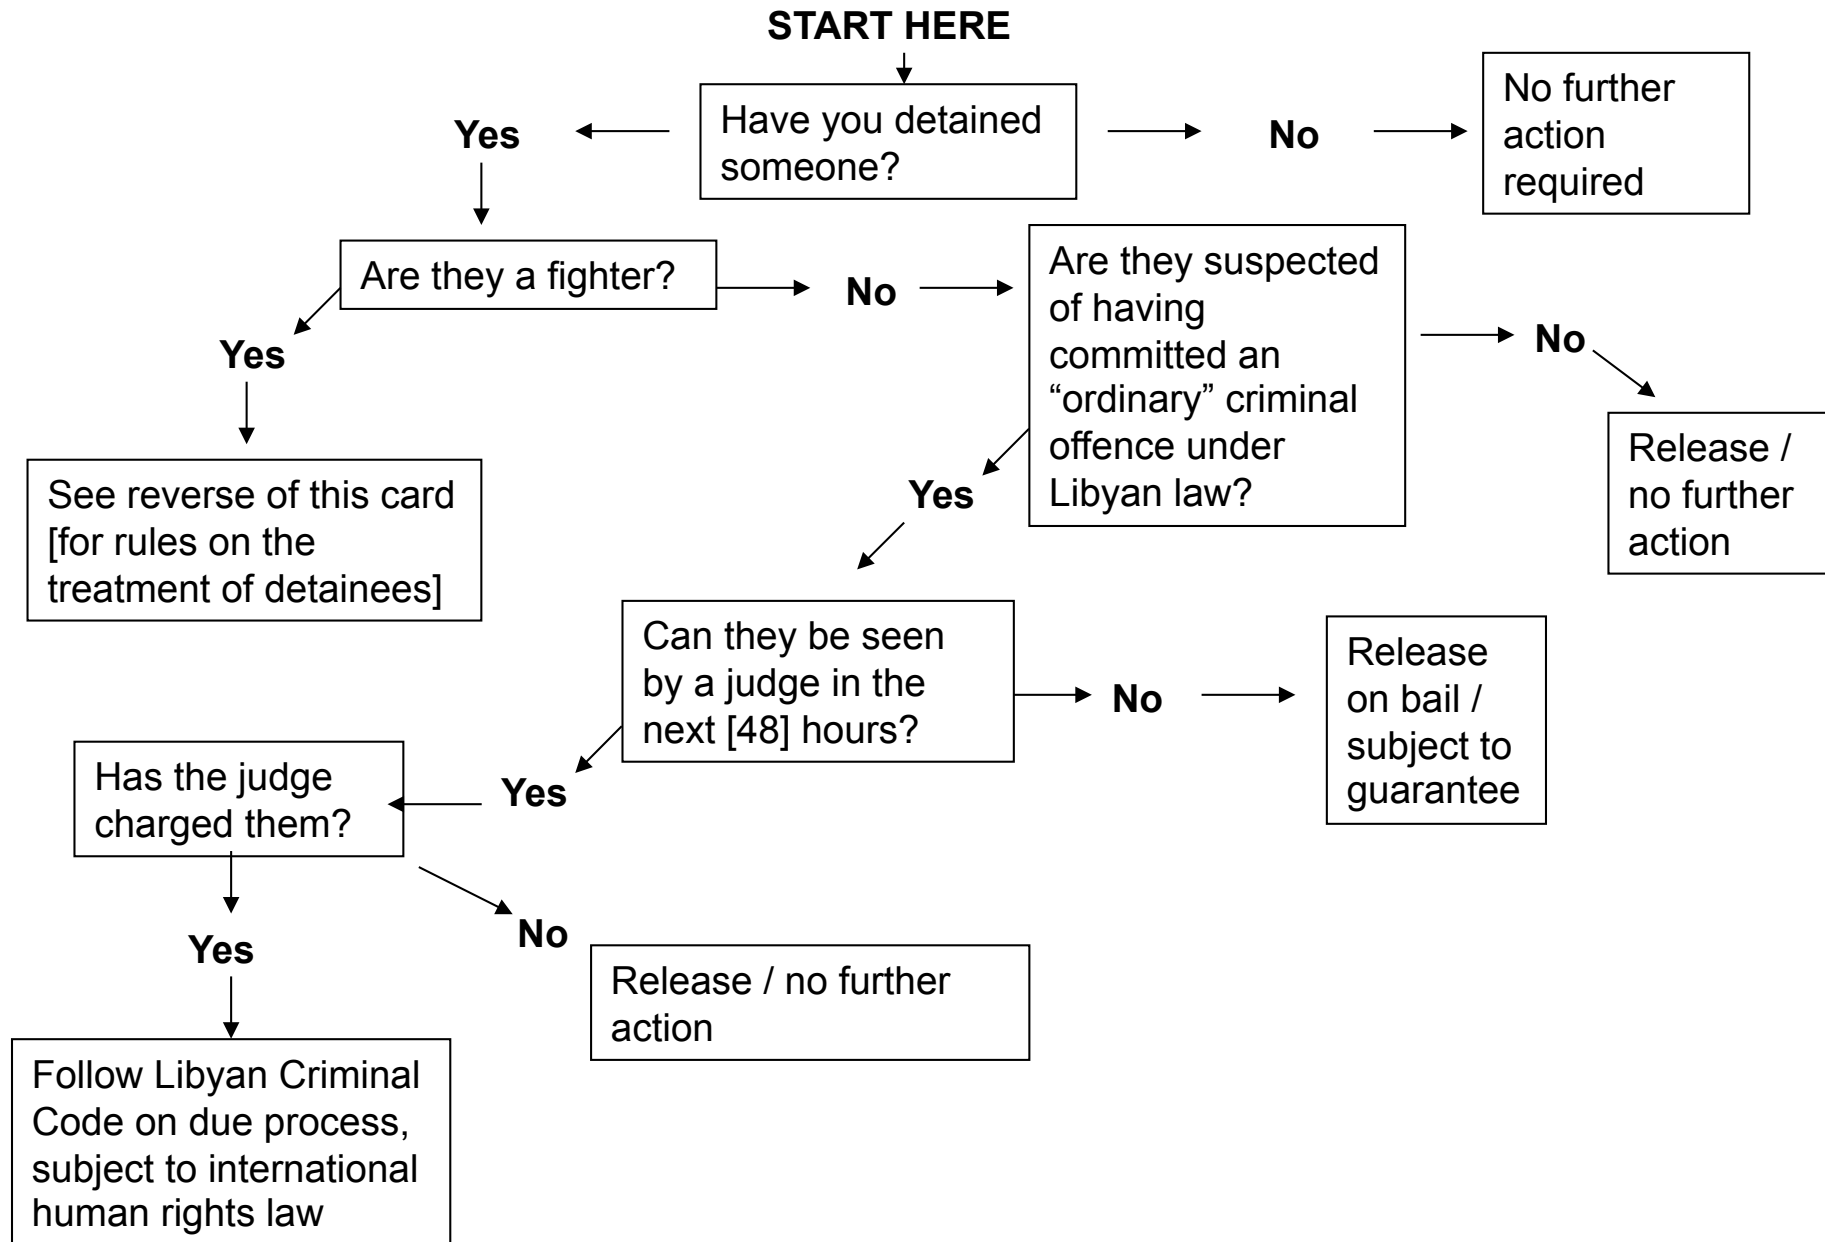 START HERE
Have you detained
someone?
Yes
No
No further
action
required
Are they a fighter?
No
Are they suspected
of having
committed an
“ordinary” criminal
offence under
Libyan law?
No
Release /
no further
action
Yes
See reverse of this card
[for rules on the
treatment of detainees]
Yes
Can they be seen
by a judge in the
next [48] hours?
No
Release
on bail /
subject to
guarantee
Yes
Has the judge
charged them?
No
Release / no further
action
Yes
Follow Libyan Criminal
Code on due process,
subject to international
human rights law